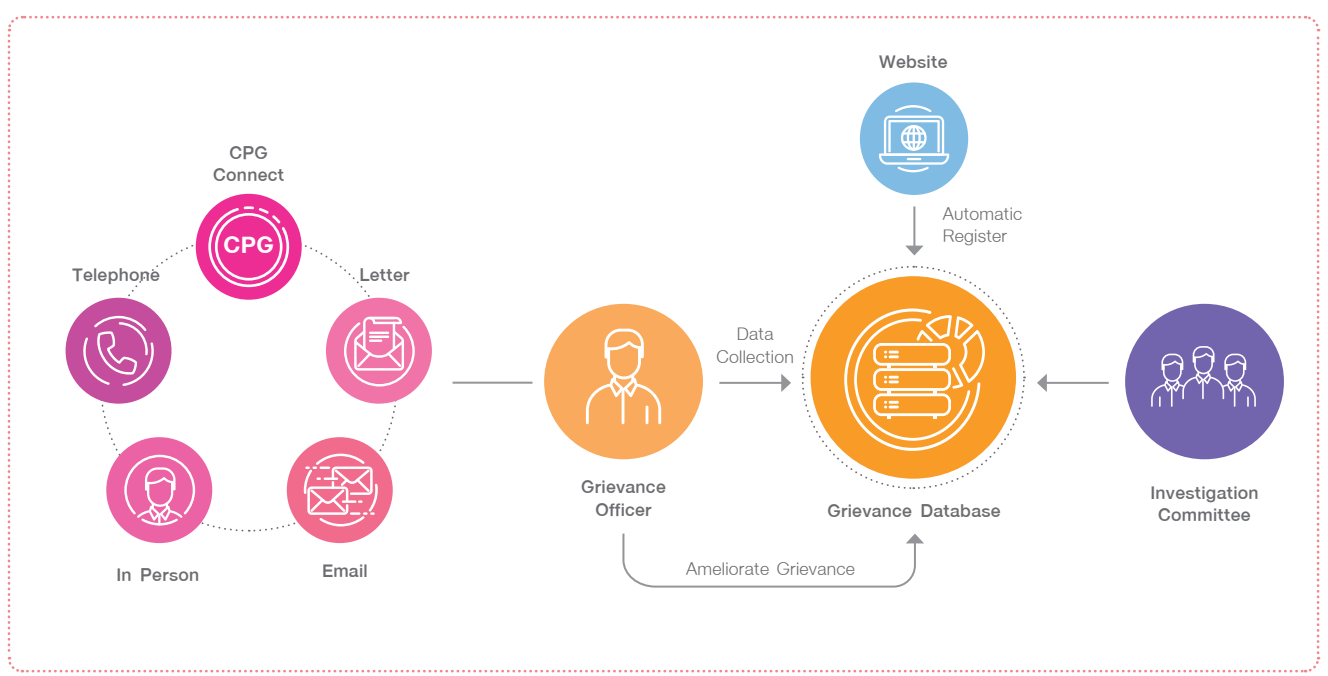 Website
CPG
Connect
CPG
Automatic
Register
Telephone
Letter
Data
Collection
Grievance
Officer
Grievance Database
Investigation
Committee
In Person
Email
Ameliorate Grievance